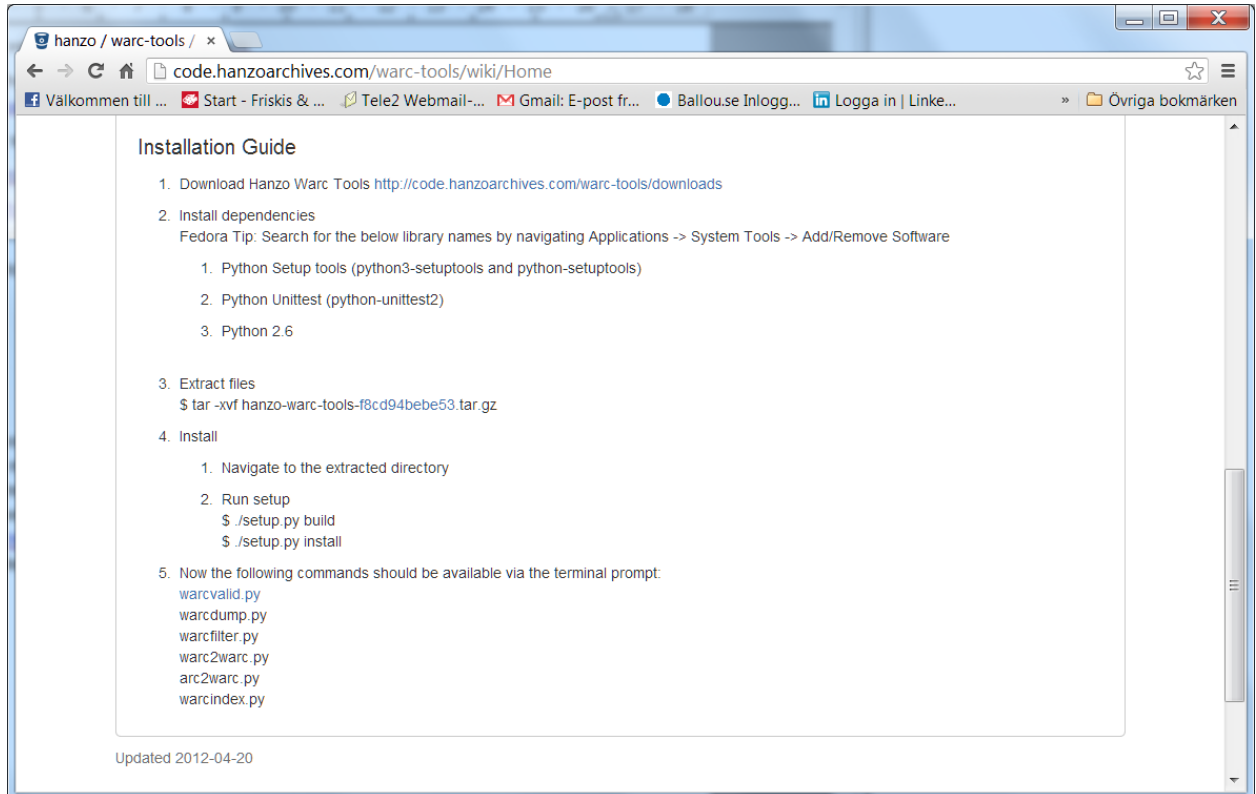 hanzo / warc-tools /
code.hanzoarchives.com/warc-tools/wiki/Home
Välkommen till ... Start - Friskis & ... Tele2 Webmail-... Gmail: E-post fr... Ballou.se Inlogg... Logga in | Linke... » Övriga bokmärken
Installation Guide
1. Download Hanzo Warc Tools http://code.hanzoarchives.com/warc-tools/downloads
2. Install dependencies
Fedora Tip: Search for the below library names by navigating Applications -> System Tools -> Add/Remove Software
1. Python Setup tools (python3-setuptools and python-setuptools)
2. Python Unittest (python-unittest2)
3. Python 2.6
3. Extract files
$ tar -xvf hanzo-warc-tools-f8cd94bebe53.tar.gz
4. Install
1. Navigate to the extracted directory
2. Run setup
$ ./setup.py build
$ ./setup.py install
5. Now the following commands should be available via the terminal prompt:
warcvalid.py
warcdump.py
warcfilter.py
warc2warc.py
arc2warc.py
warcindex.py
Updated 2012-04-20